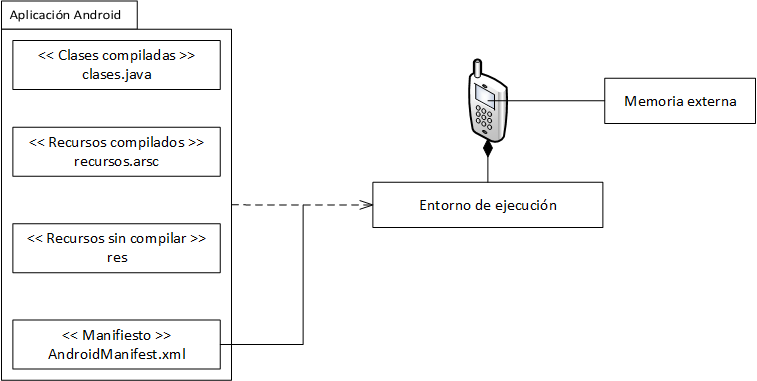 Aplicación Android
<< Clases compiladas >>
clases.java
<< Recursos compilados >>
recursos.arsc
<< Recursos sin compilar >>
res
<< Manifiesto >>
AndroidManifest.xml
Memoria externa
Entorno de ejecución